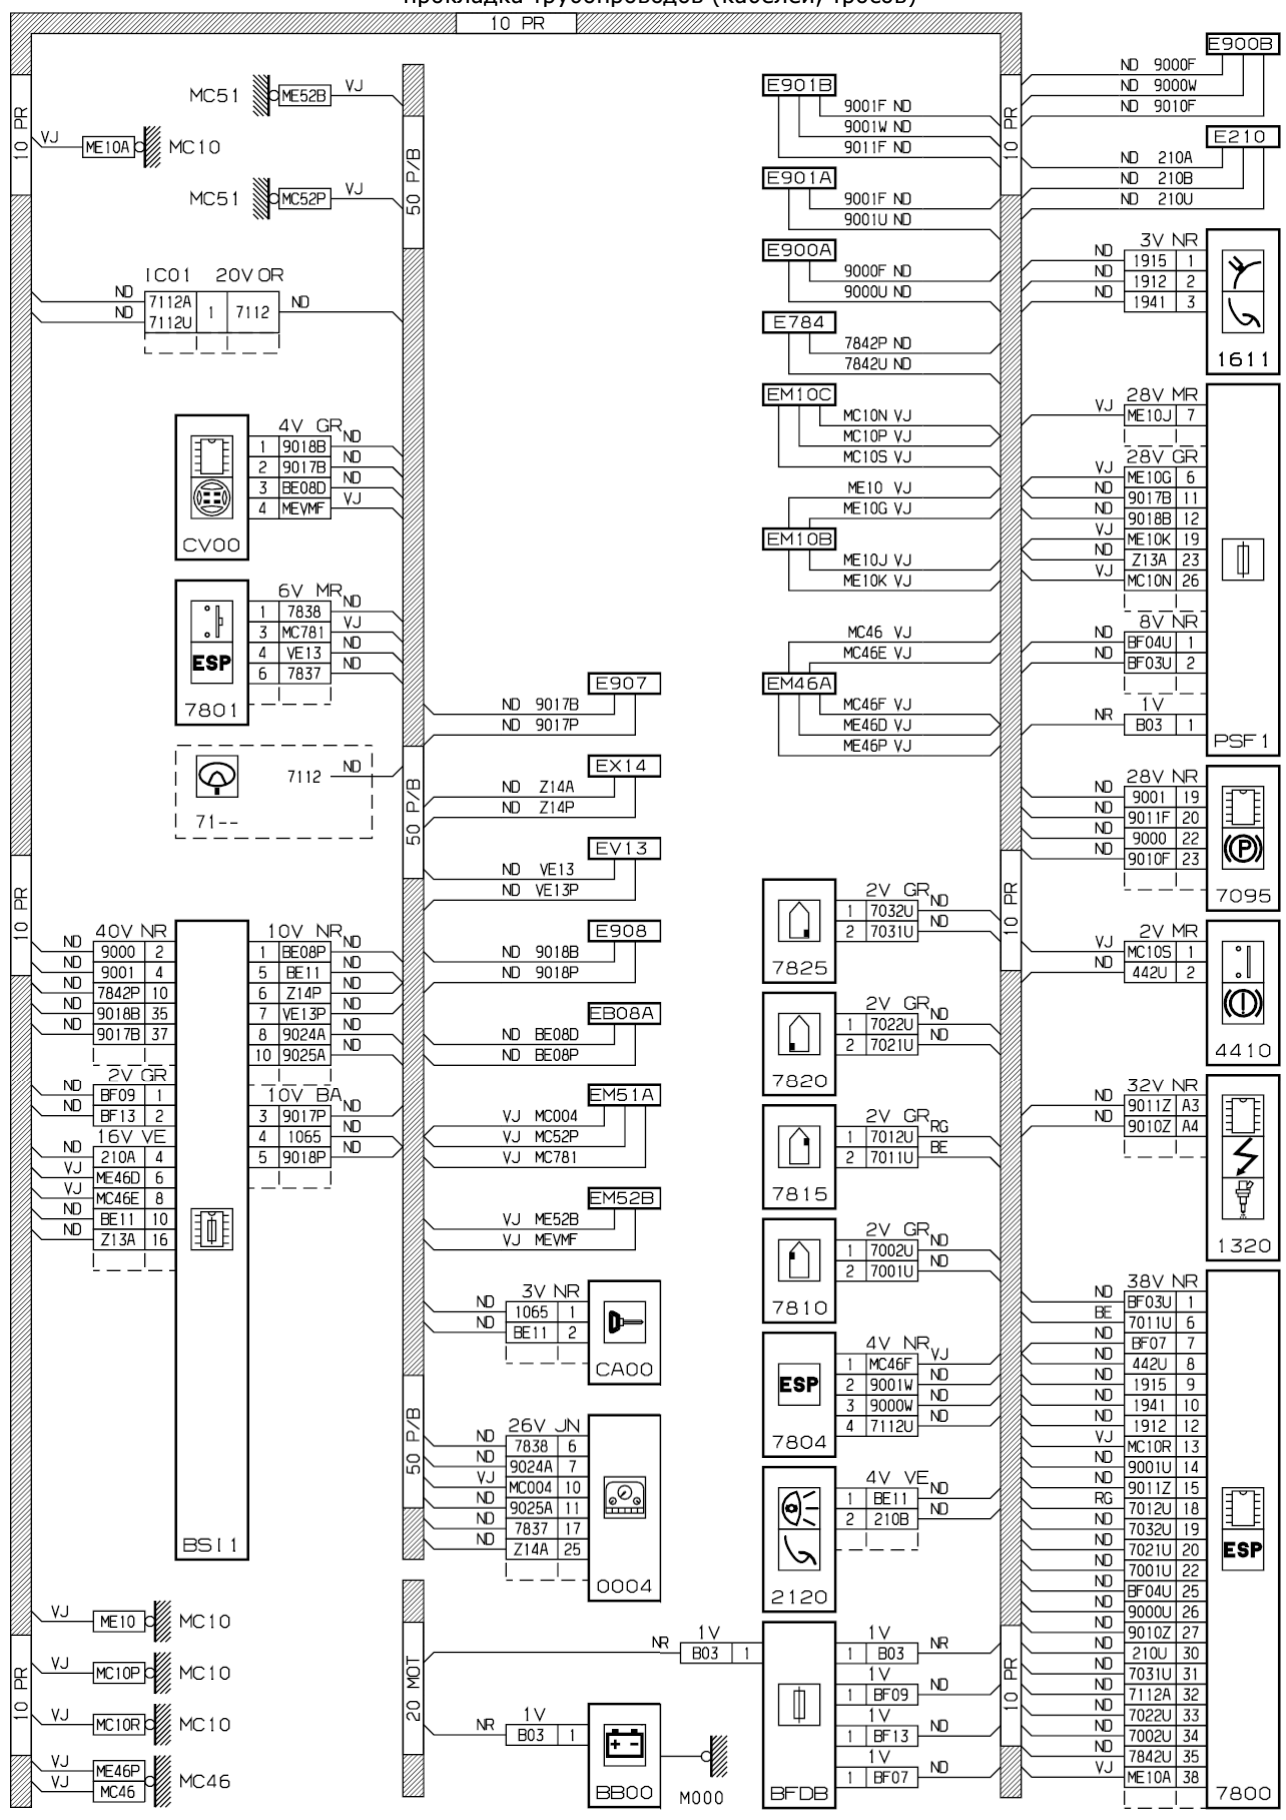 прокладка трубопроводов (кабелей, тросов)
10 PR
10 PR
MC51 ME52B VJ
VJ ME10A MC10
MC51 MC52P VJ
50 P/B
IC01 20V OR
ND 7112A 1 7112 ND
ND 7112U
4V GR
1 9018B ND
2 9017B ND
3 BE08D ND
4 MEVMF VJ
CV00
6V MR
1 7838 ND
3 MC781 VJ
4 VE13 ND
6 7837 ND
ESP
7801
7112 ND
71--
50 P/B
10 PR
40V NR
ND 9000 2
ND 9001 4
ND 7842P 10
ND 9018B 35
ND 9017B 37
2V GR
ND BF09 1
ND BF13 2
16V VE
ND 210A 4
VJ ME46D 6
VJ MC46E 8
ND BE11 10
ND Z13A 16
10V NR
1 BE08P ND
5 BE11 ND
6 Z14P ND
7 VE13P ND
8 9024A ND
10 9025A ND
10V BA
3 9017P ND
4 1065 ND
5 9018P ND
BSI1
VJ ME10 MC10
VJ MC10P MC10
VJ MC10R MC10
VJ ME46P MC46
VJ MC46
10 PR
E907
ND 9017B
ND 9017P
EX14
ND Z14A
ND Z14P
EV13
ND VE13
ND VE13P
E908
ND 9018B
ND 9018P
EB08A
ND BE08D
ND BE08P
EM51A
VJ MC004
VJ MC52P
VJ MC781
EM52B
VJ ME52B
VJ MEVMF
3V NR
ND 1065 1
ND BE11 2
CA00
50 P/B
26V JN
ND 7838 6
ND 9024A 7
VJ MC004 10
ND 9025A 11
ND 7837 17
ND Z14A 25
0004
20 MOT
1V
NR B03 1
1V
NR B03 1
BB00
M000
E901B
9001F ND
9001W ND
9011F ND
E901A
9001F ND
9001U ND
E900A
9000F ND
9000U ND
E784
7842P ND
7842U ND
EM10C
MC10N VJ
MC10P VJ
MC10S VJ
ME10 VJ
ME10G VJ
EM10B
ME10J VJ
ME10K VJ
MC46 VJ
MC46E VJ
EM46A
MC46F VJ
ME46D VJ
ME46P VJ
2V GR
1 7032U ND
2 7031U ND
7825
2V GR
1 7022U ND
2 7021U ND
7820
2V GR
1 7012U RG
2 7011U BE
7815
2V GR
1 7002U ND
2 7001U ND
7810
4V NR
1 MC46F VJ
2 9001W ND
3 9000W ND
4 7112U ND
ESP
7804
4V VE
1 BE11 ND
2 210B ND
2120
1V
1 B03 NR
1V
1 BF09 ND
1V
1 BF13 ND
1V
1 BF07 ND
BFDB
10 PR
10 PR
10 PR
E900B
ND 9000F
ND 9000W
ND 9010F
E210
ND 210A
ND 210B
ND 210U
3V NR
ND 1915 1
ND 1912 2
ND 1941 3
1611
28V MR
VJ ME10J 7
28V GR
VJ ME10G 6
ND 9017B 11
ND 9018B 12
VJ ME10K 19
ND Z13A 23
VJ MC10N 26
8V NR
ND BF04U 1
ND BF03U 2
1V
NR B03 1
PSF1
28V NR
ND 9001 19
ND 9011F 20
ND 9000 22
ND 9010F 23
P
7095
2V MR
VJ MC10S 1
ND 442U 2
4410
32V NR
ND 9011Z A3
ND 9010Z A4
1320
38V NR
ND BF03U 1
BE 7011U 6
ND BF07 7
ND 442U 8
ND 1915 9
ND 1941 10
ND 1912 12
VJ MC10R 13
ND 9001U 14
ND 9011Z 15
RG 7012U 18
ND 7032U 19
ND 7021U 20
ND 7001U 22
ND BF04U 25
ND 9000U 26
ND 9010Z 27
ND 210U 30
ND 7031U 31
ND 7112A 32
ND 7022U 33
ND 7002U 34
ND 7842U 35
VJ ME10A 38
ESP
7800